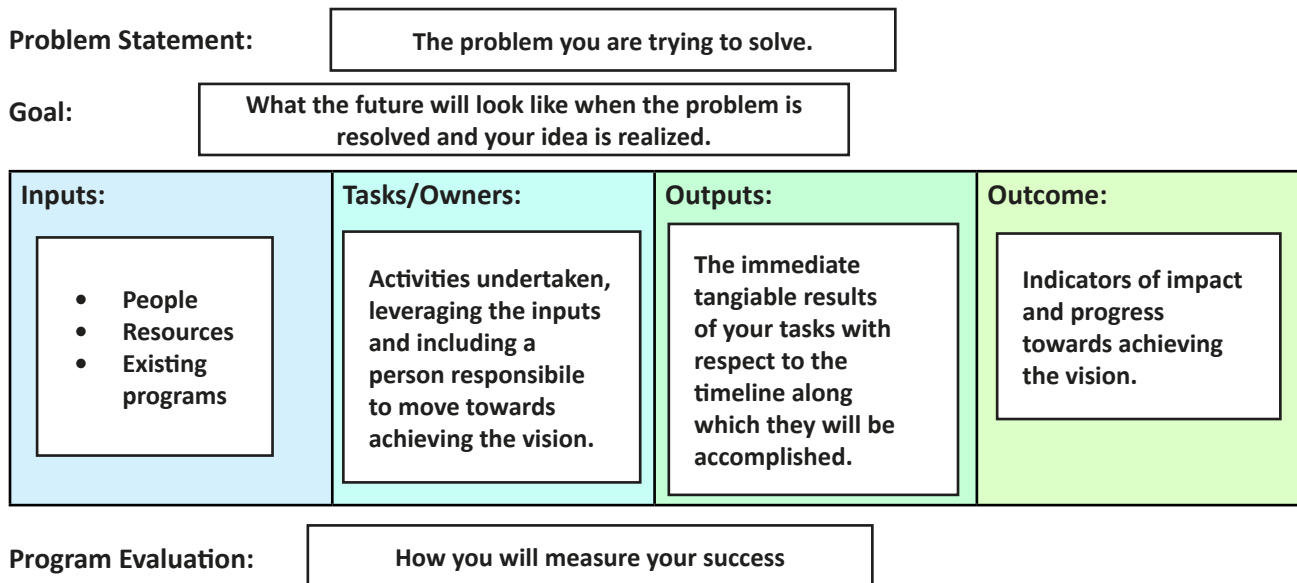 Problem Statement:
The problem you are trying to solve.
Goal:
What the future will look like when the problem is
resolved and your idea is realized.
Inputs:
• People
• Resources
• Existing
programs
Tasks/Owners:
Activities undertaken,
leveraging the inputs
and including a
person responsibile
to move towards
achieving the vision.
Outputs:
The immediate
tangiable results
of your tasks with
respect to the
timeline along
which they will be
accomplished.
Outcome:
Indicators of impact
and progress
towards achieving
the vision.
Program Evaluation:
How you will measure your success